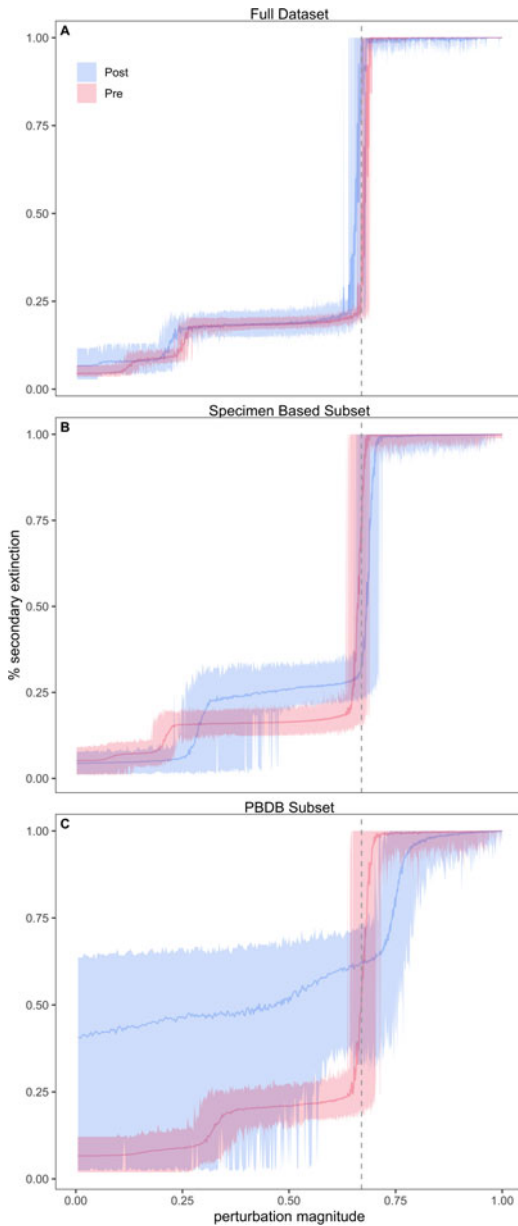 Full Dataset
A
1.00
Post
Pre
0.75
0.50
0.25
0.00
Specimen Based Subset
B
1.00
0.75
0.50
0.25
0.00
% secondary extinction
PBDB Subset
C
1.00
0.75
0.50
0.25
0.00
0.00 0.25 0.50 0.75 1.00
perturbation magnitude